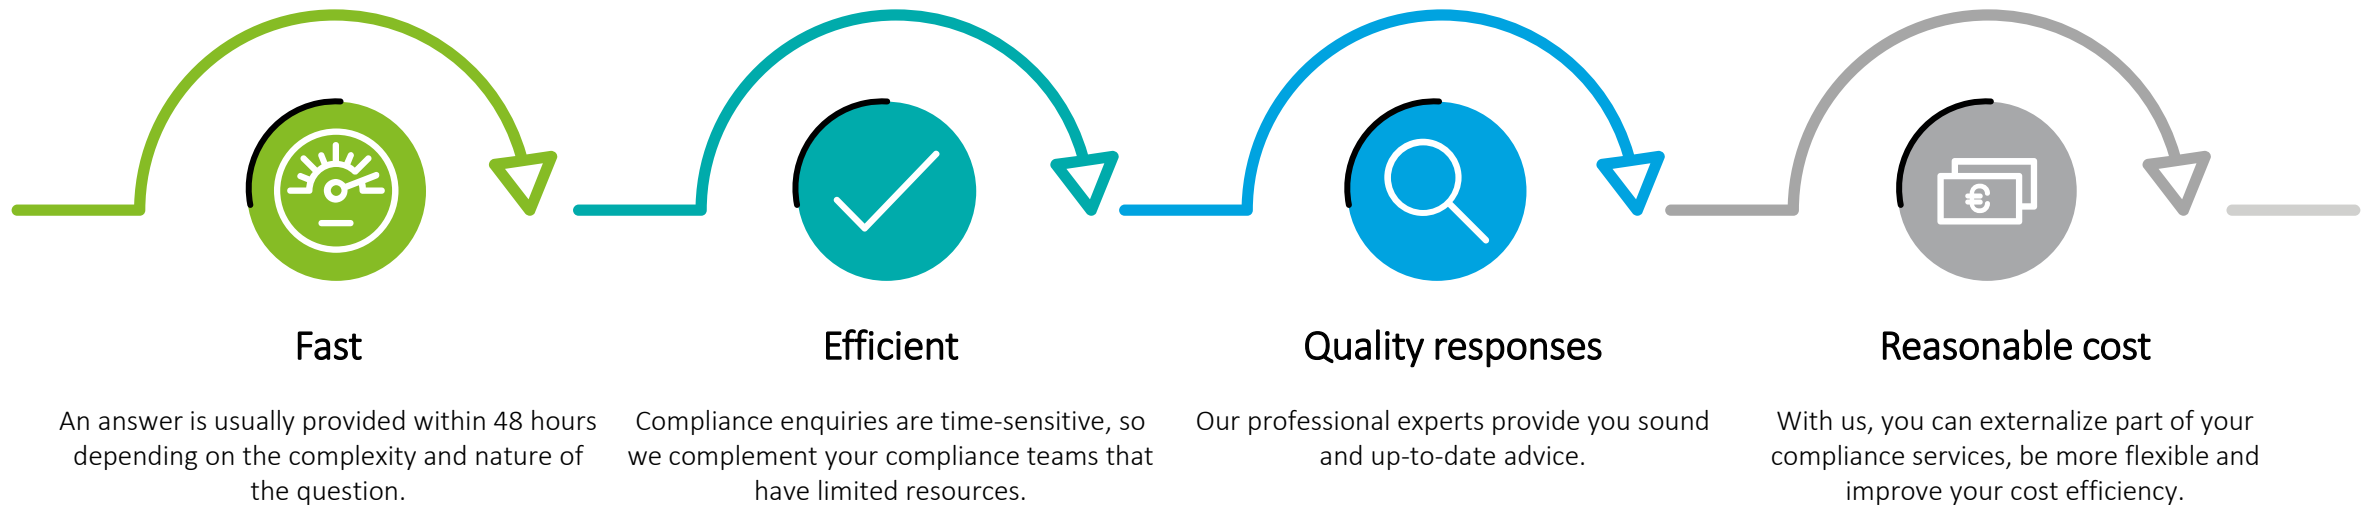 Fast
An answer is usually provided within 48 hours
depending on the complexity and nature of
the question.
Efficient
Compliance enquiries are time-sensitive, so
we complement your compliance teams that
have limited resources.
Quality responses
Our professional experts provide you sound
and up-to-date advice.
€
Reasonable cost
With us, you can externalize part of your
compliance services, be more flexible and
improve your cost efficiency.